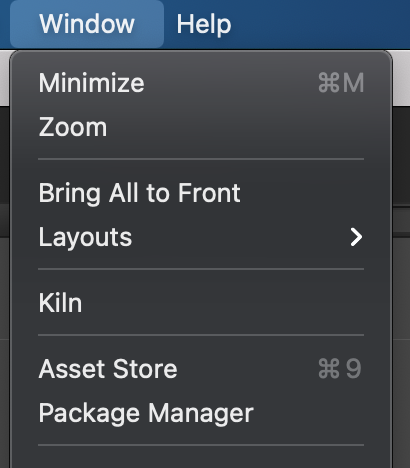 Window Help
Minimize ⌘M
Zoom
Bring All to Front
Layouts
Kiln
Asset Store ⌘9
Package Manager